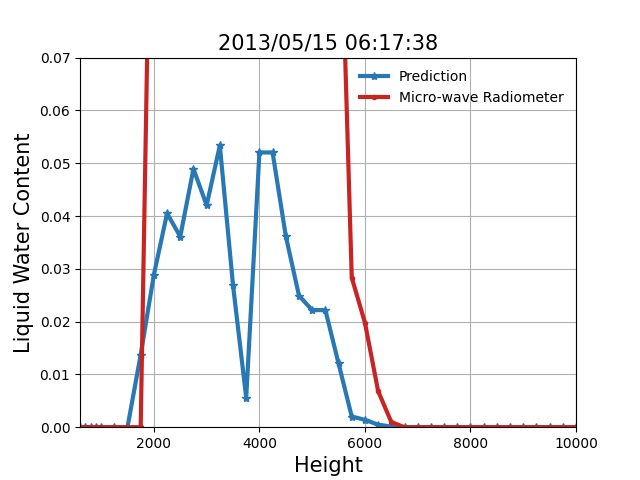 2013/05/15 06:17:38
0.07
0.06
0.05
0.04
0.03
0.02
0.01
0.00
Liquid Water Content
Prediction
Micro-wave Radiometer
2000 4000 6000 8000 10000
Height